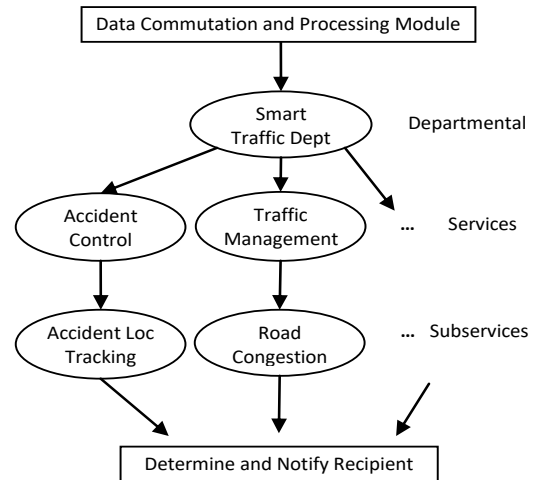 Data Commutation and Processing Module
Smart
Traffic Dept
Departmental
Accident
Control
Traffic
Management
... Services
Accident Loc
Tracking
Road
Congestion
... Subservices
Determine and Notify Recipient